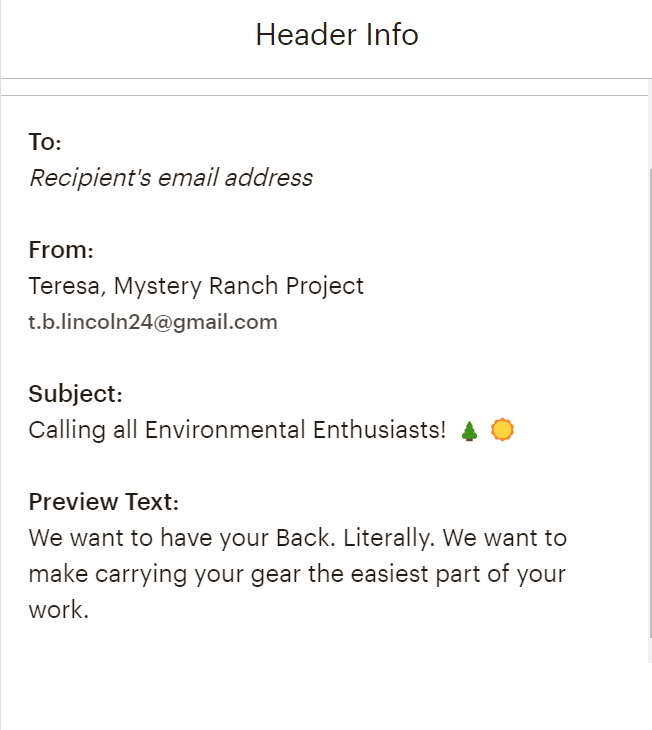 Header Info
To:
Recipient's email address
From:
Teresa, Mystery Ranch Project
t.b.lincoln24@gmail.com
Subject:
Calling all Environmental Enthusiasts! 🌲 🌞
Preview Text:
We want to have your Back. Literally. We want to
make carrying your gear the easiest part of your
work.